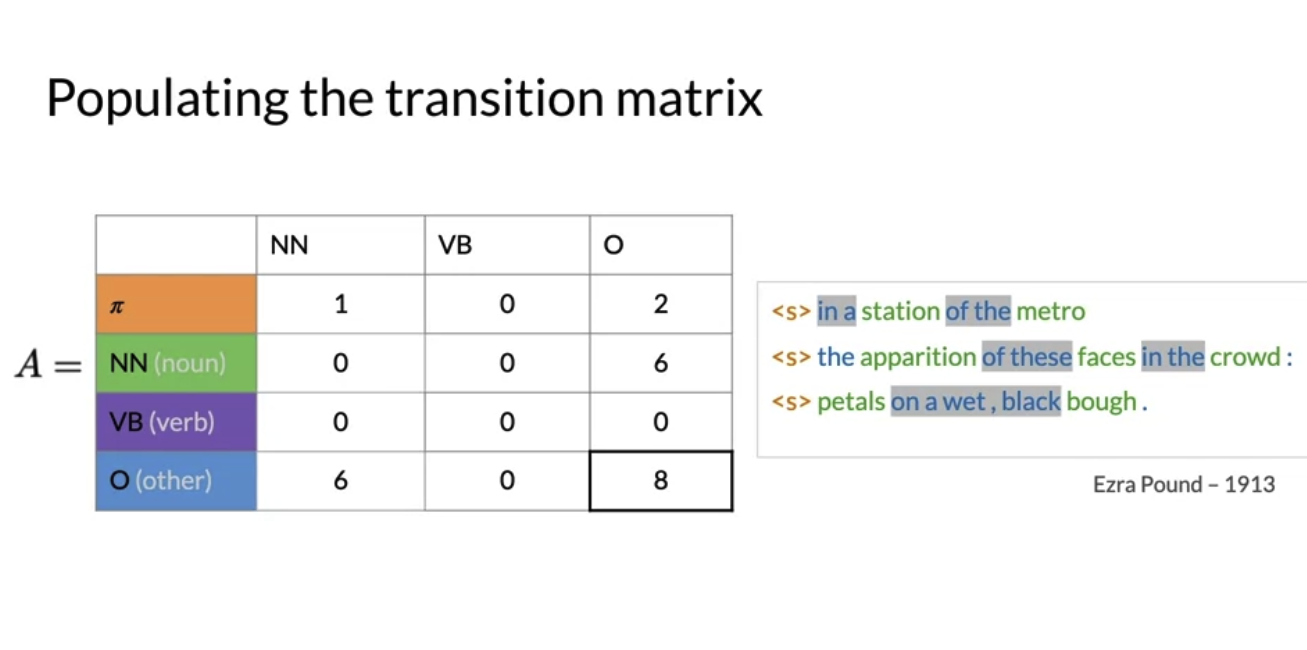 Populating the transition matrix
NN VB O
π 1 0 2
A = NN (noun) 0 0 6
VB (verb) 0 0 0
O (other) 6 0 8
<s> in a station of the metro
<s> the apparition of these faces in the crowd :
<s> petals on a wet , black bough .
Ezra Pound – 1913